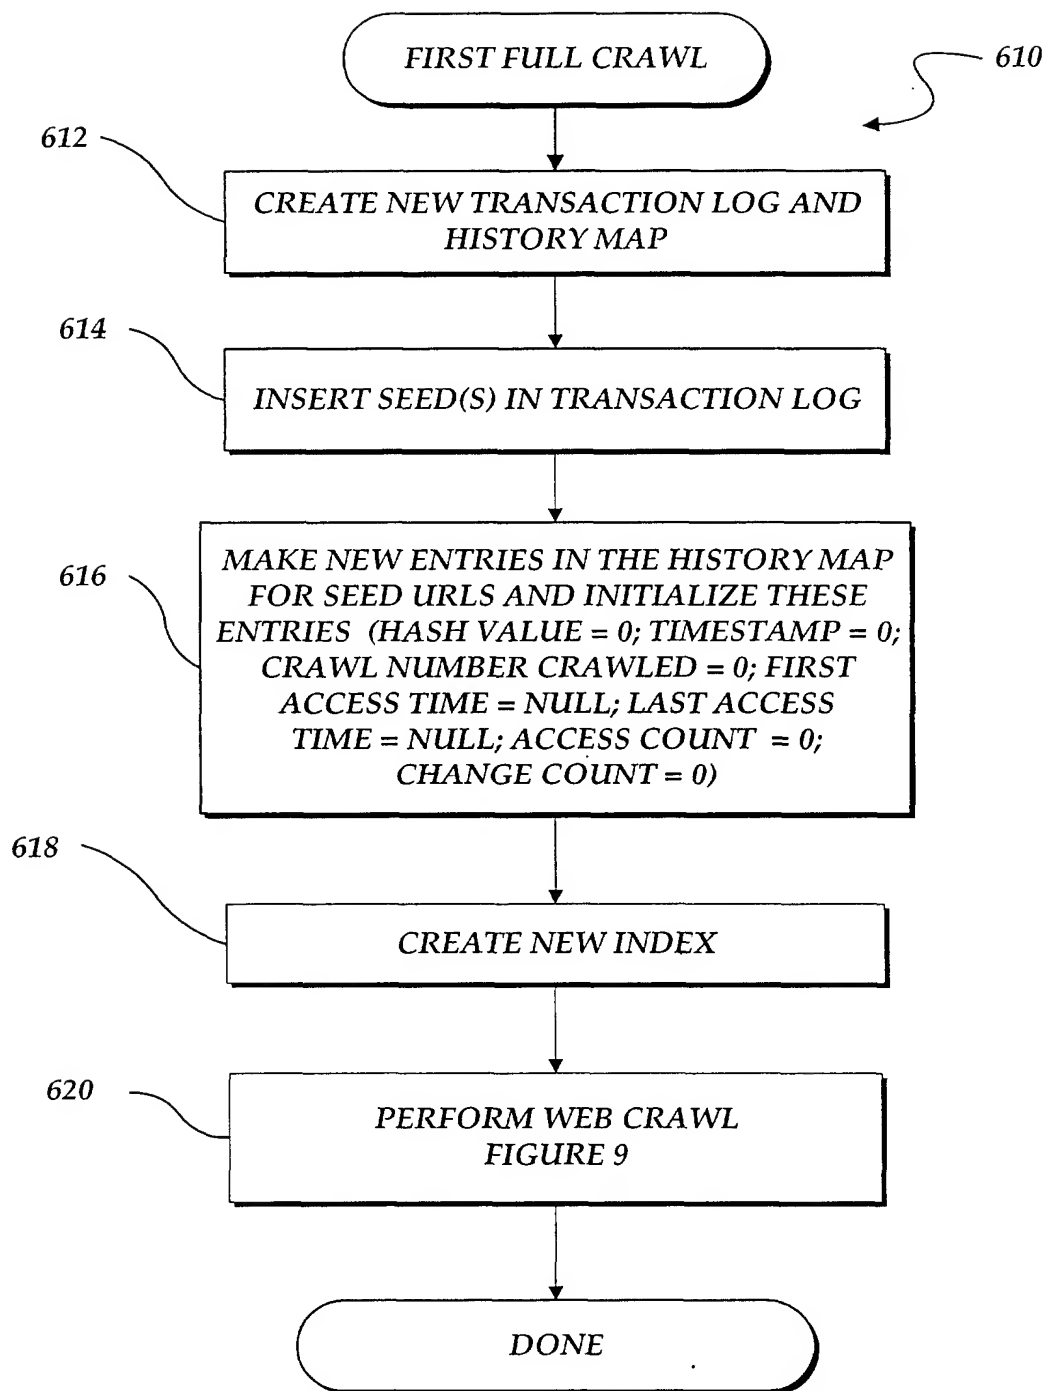 FIRST FULL CRAWL
610
612
CREATE NEW TRANSACTION LOG AND
HISTORY MAP
614
INSERT SEED(S) IN TRANSACTION LOG
616
MAKE NEW ENTRIES IN THE HISTORY MAP
FOR SEED URLS AND INITIALIZE THESE
ENTRIES (HASH VALUE = 0; TIMESTAMP = 0;
CRAWL NUMBER CRAWLED = 0; FIRST
ACCESS TIME = NULL; LAST ACCESS
TIME = NULL; ACCESS COUNT = 0;
CHANGE COUNT = 0)
618
CREATE NEW INDEX
620
PERFORM WEB CRAWL
FIGURE 9
DONE